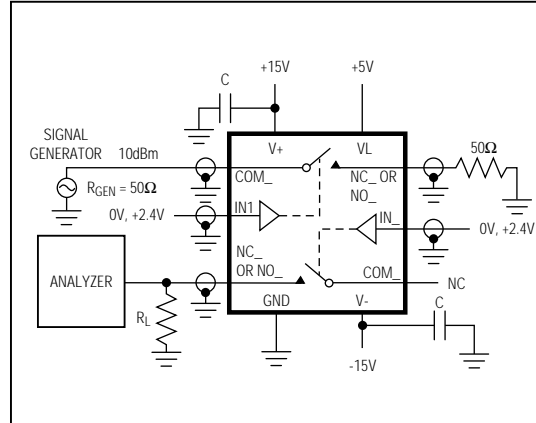 +15V
+5V
C
SIGNAL
GENERATOR
10dBm
V+
VL
50Ω
COM_
NC_ OR
NO_
RGEN = 50Ω
IN1
IN_
0V, +2.4V
0V, +2.4V
NC_
OR NO_
COM_
NC
ANALYZER
RL
GND
V-
C
-15V